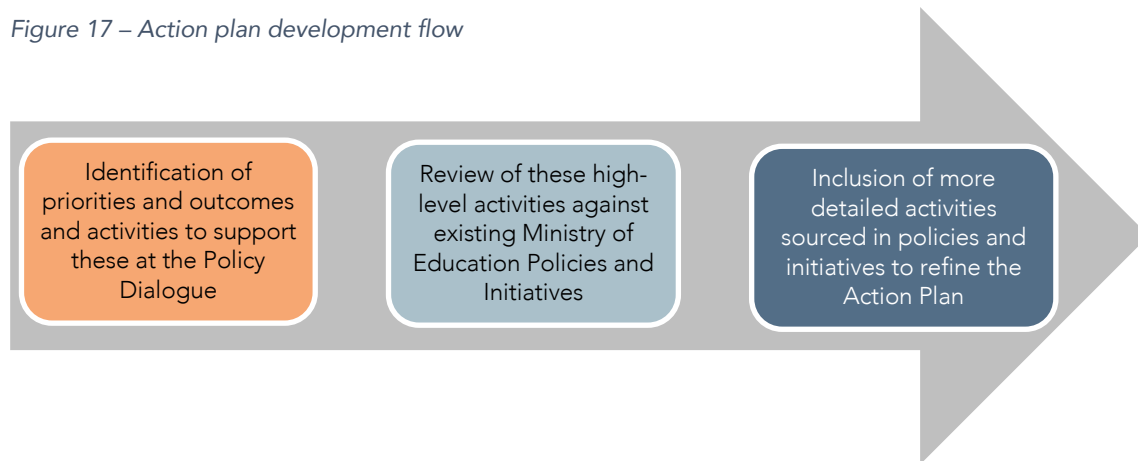 Figure 17 – Action plan development flow
Identification of
priorities and outcomes
and activities to support
these at the Policy
Dialogue
Review of these high-
level activities against
existing Ministry of
Education Policies and
Initiatives
Inclusion of more
detailed activities
sourced in policies and
initiatives to refine the
Action Plan